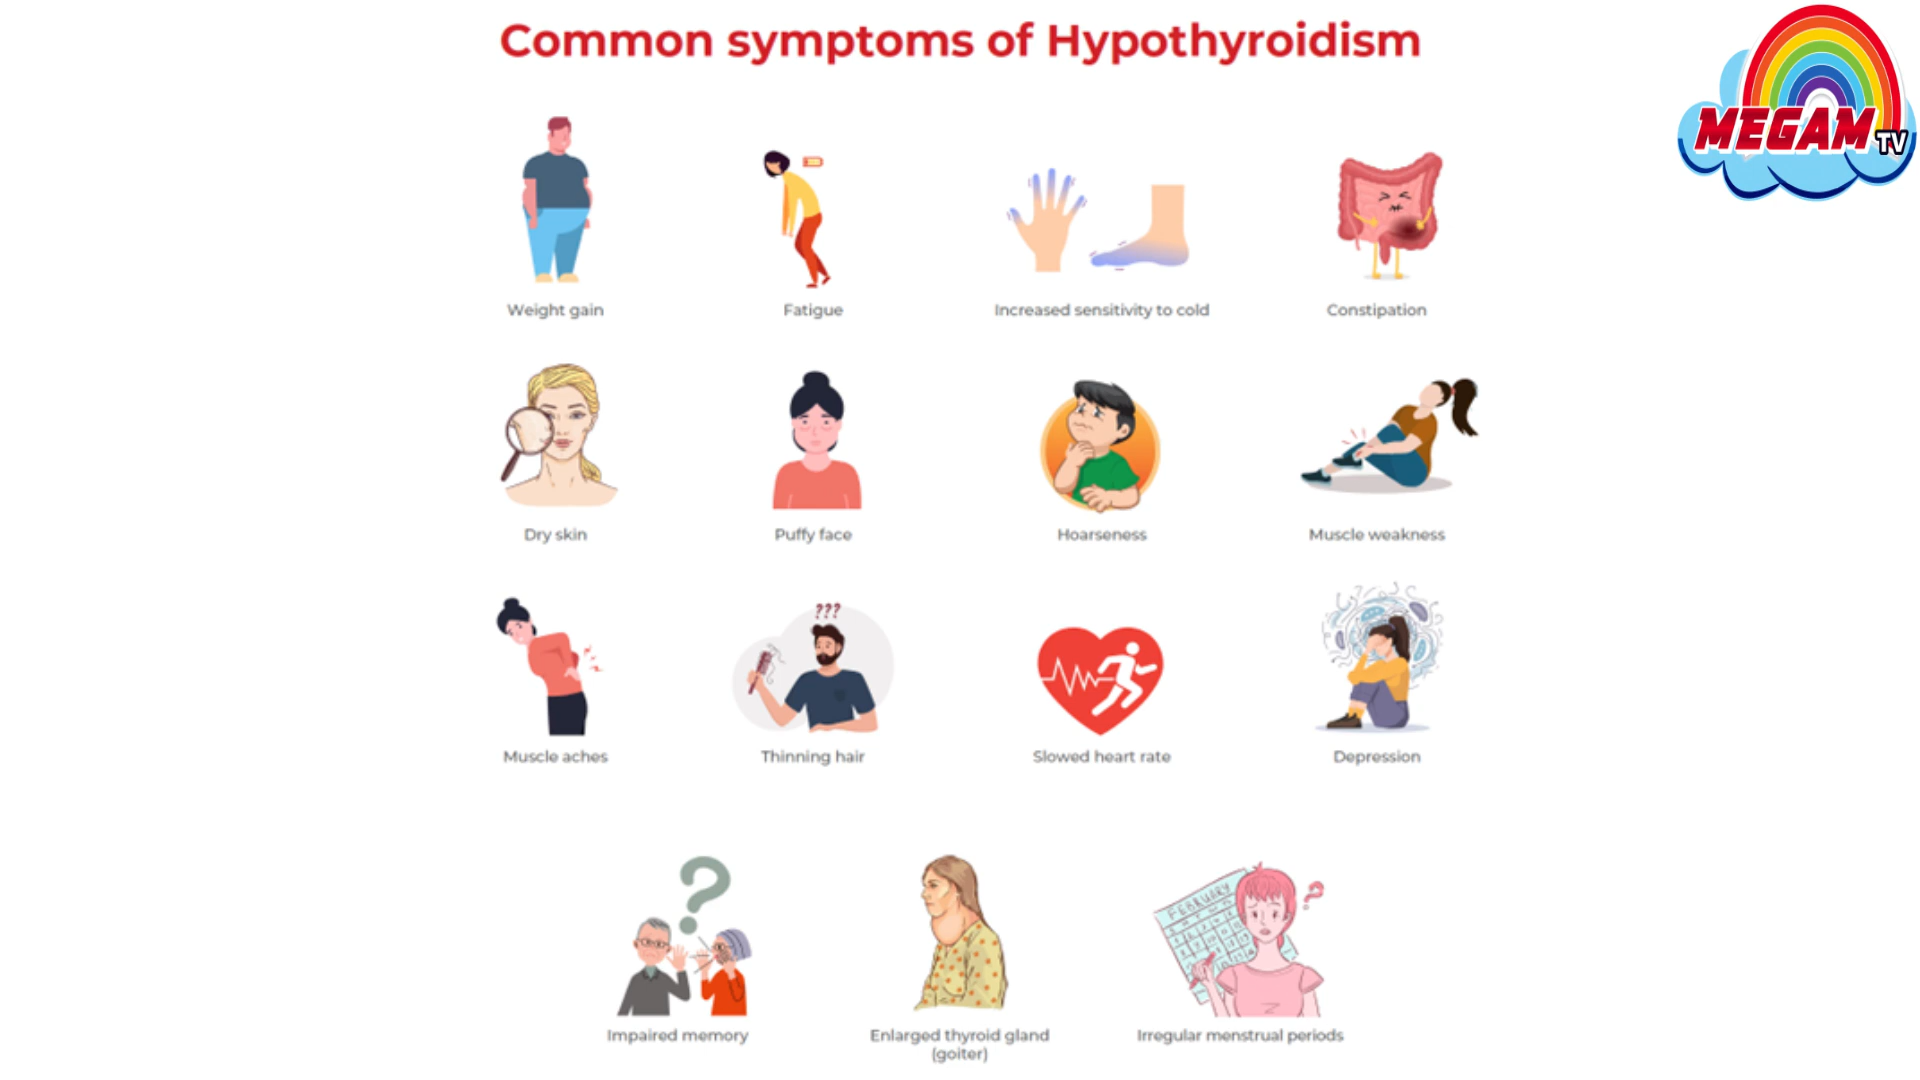 Common symptoms of Hypothyroidism
MEGAM TV
Weight gain
Fatigue
Increased sensitivity to cold
Constipation
Dry skin
Puffy face
Hoarseness
Muscle weakness
???
Muscle aches
Thinning hair
Slowed heart rate
Depression
?
FEBRUARY
?
Impaired memory
Enlarged thyroid gland
(goiter)
Irregular menstrual periods